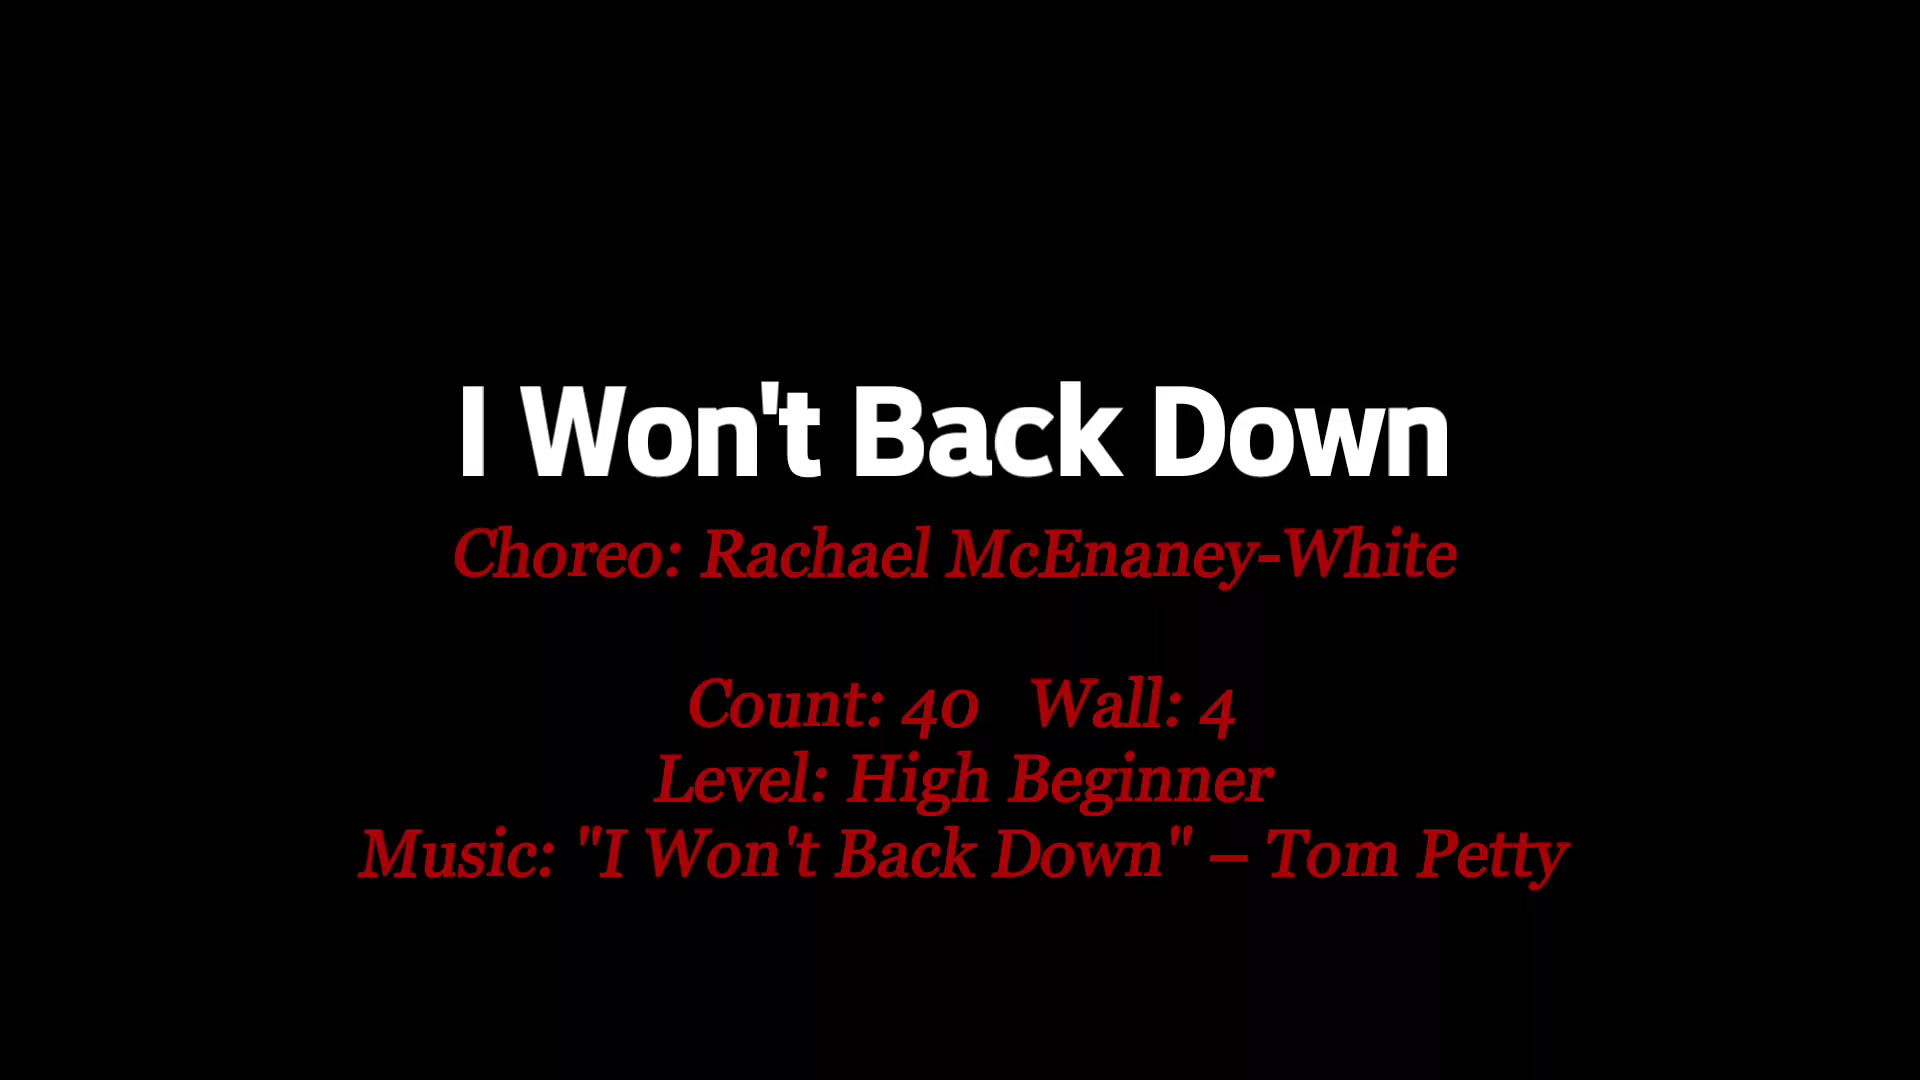 I Won't Back Down
Choreo: Rachael McEnaney-White
Count: 40 Wall: 4
Level: High Beginner
Music: "I Won't Back Down" – Tom Petty